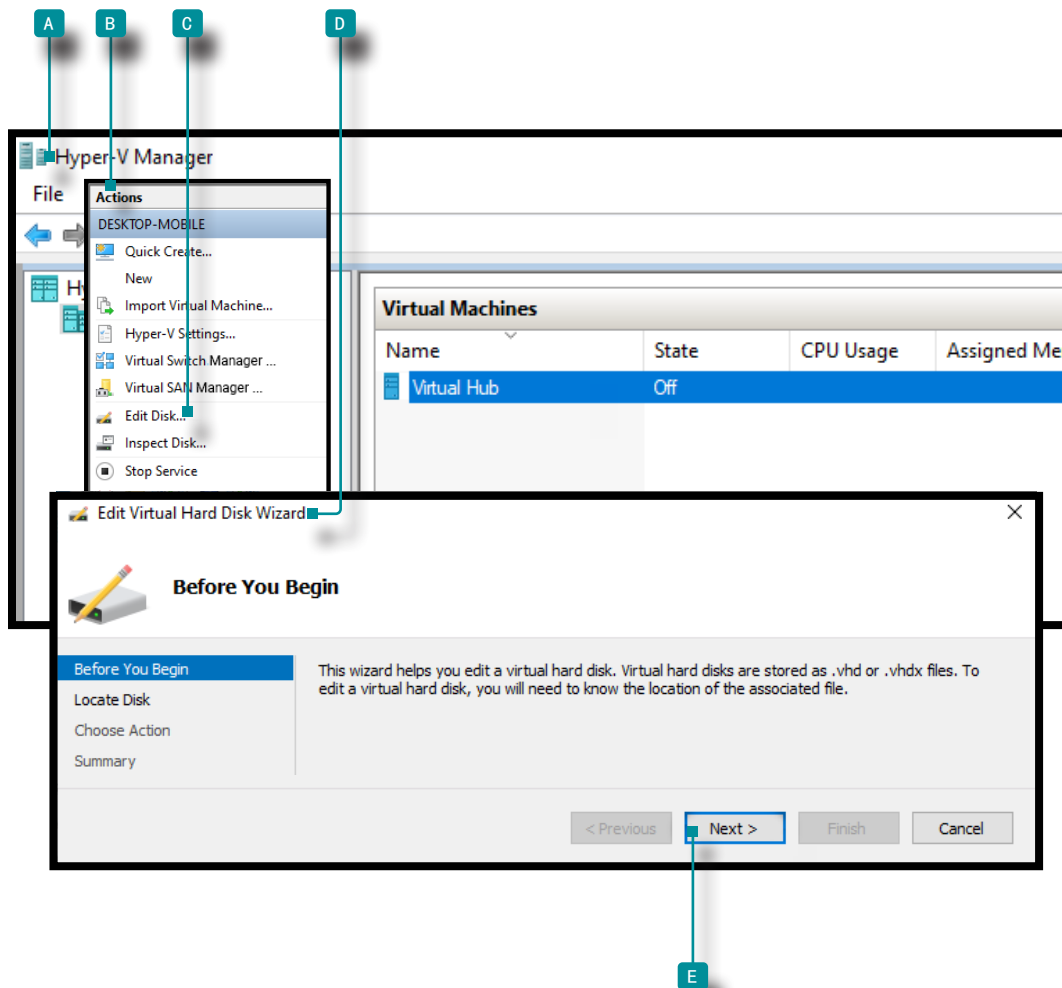 A B C D
Hyper-V Manager
File
Actions
DESKTOP-MOBILE
Quick Create...
New
Import Virtual Machine...
Hyper-V Settings...
Virtual Switch Manager ...
Virtual SAN Manager ...
Edit Disk...
Inspect Disk...
Stop Service
Virtual Machines
Name State CPU Usage Assigned Me
Virtual Hub Off
Edit Virtual Hard Disk Wizard
Before You Begin
Before You Begin
Locate Disk
Choose Action
Summary
This wizard helps you edit a virtual hard disk. Virtual hard disks are stored as .vhd or .vhdx files. To
edit a virtual hard disk, you will need to know the location of the associated file.
< Previous Next > Finish Cancel
E